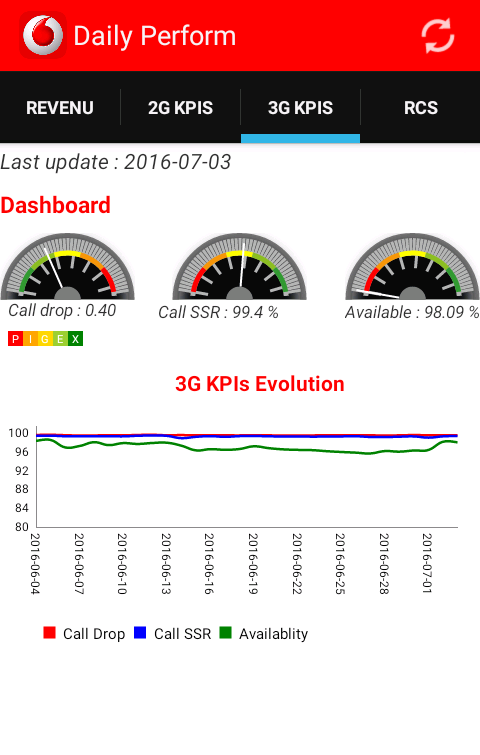 Daily Perform
REVENU 2G KPIS 3G KPIS RCS
Last update : 2016-07-03
Dashboard
Call drop : 0.40 Call SSR : 99.4 % Available : 98.09 %
P I G E X
3G KPIs Evolution
100
96
92
88
84
80
2016-06-04 2016-06-07 2016-06-10 2016-06-13 2016-06-16 2016-06-19 2016-06-22 2016-06-25 2016-06-28 2016-07-01
Call Drop Call SSR Availablity